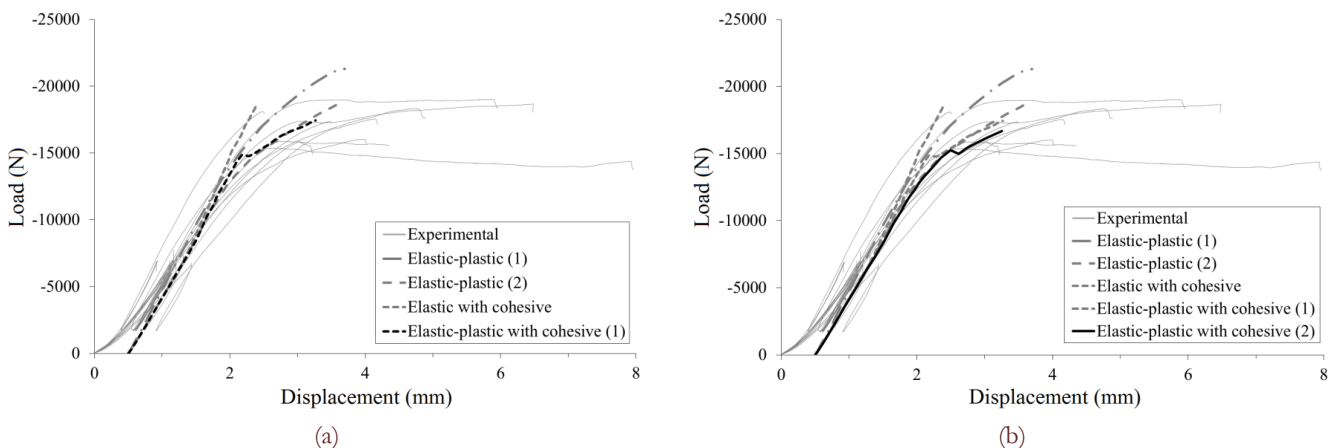 -25000
-20000
-15000
-10000
-5000
0
Load (N)
0 2 4 6 8
Displacement (mm)
Experimental
Elastic-plastic (1)
Elastic-plastic (2)
Elastic with cohesive
Elastic-plastic with cohesive (1)
(a)
-25000
-20000
-15000
-10000
-5000
0
Load (N)
0 2 4 6 8
Displacement (mm)
Experimental
Elastic-plastic (1)
Elastic-plastic (2)
Elastic with cohesive
Elastic-plastic with cohesive (1)
Elastic-plastic with cohesive (2)
(b)